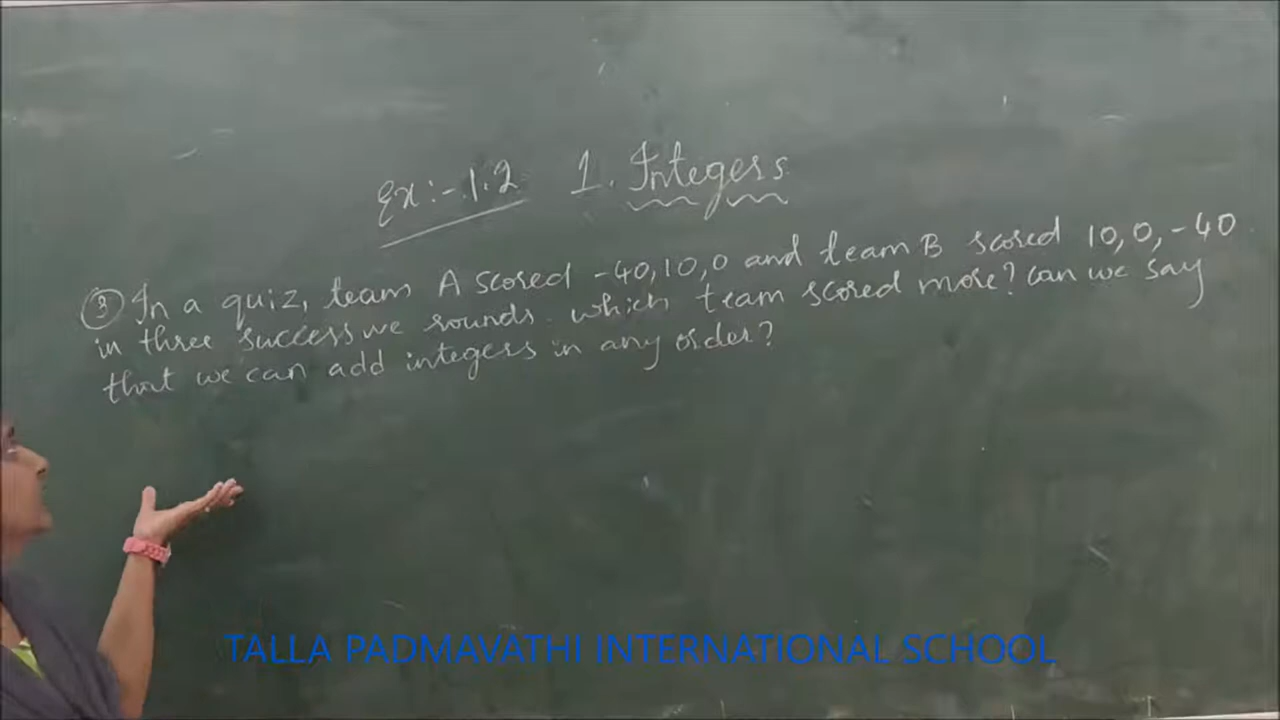 Ex:-1.2 1. Integers
③ In a quiz, team A scored -40,10,0 and team B scored 10,0,-40
in three successive rounds. which team scored more? Can we say
that we can add integers in any order?
TALLA PADMAVATHI INTERNATIONAL SCHOOL